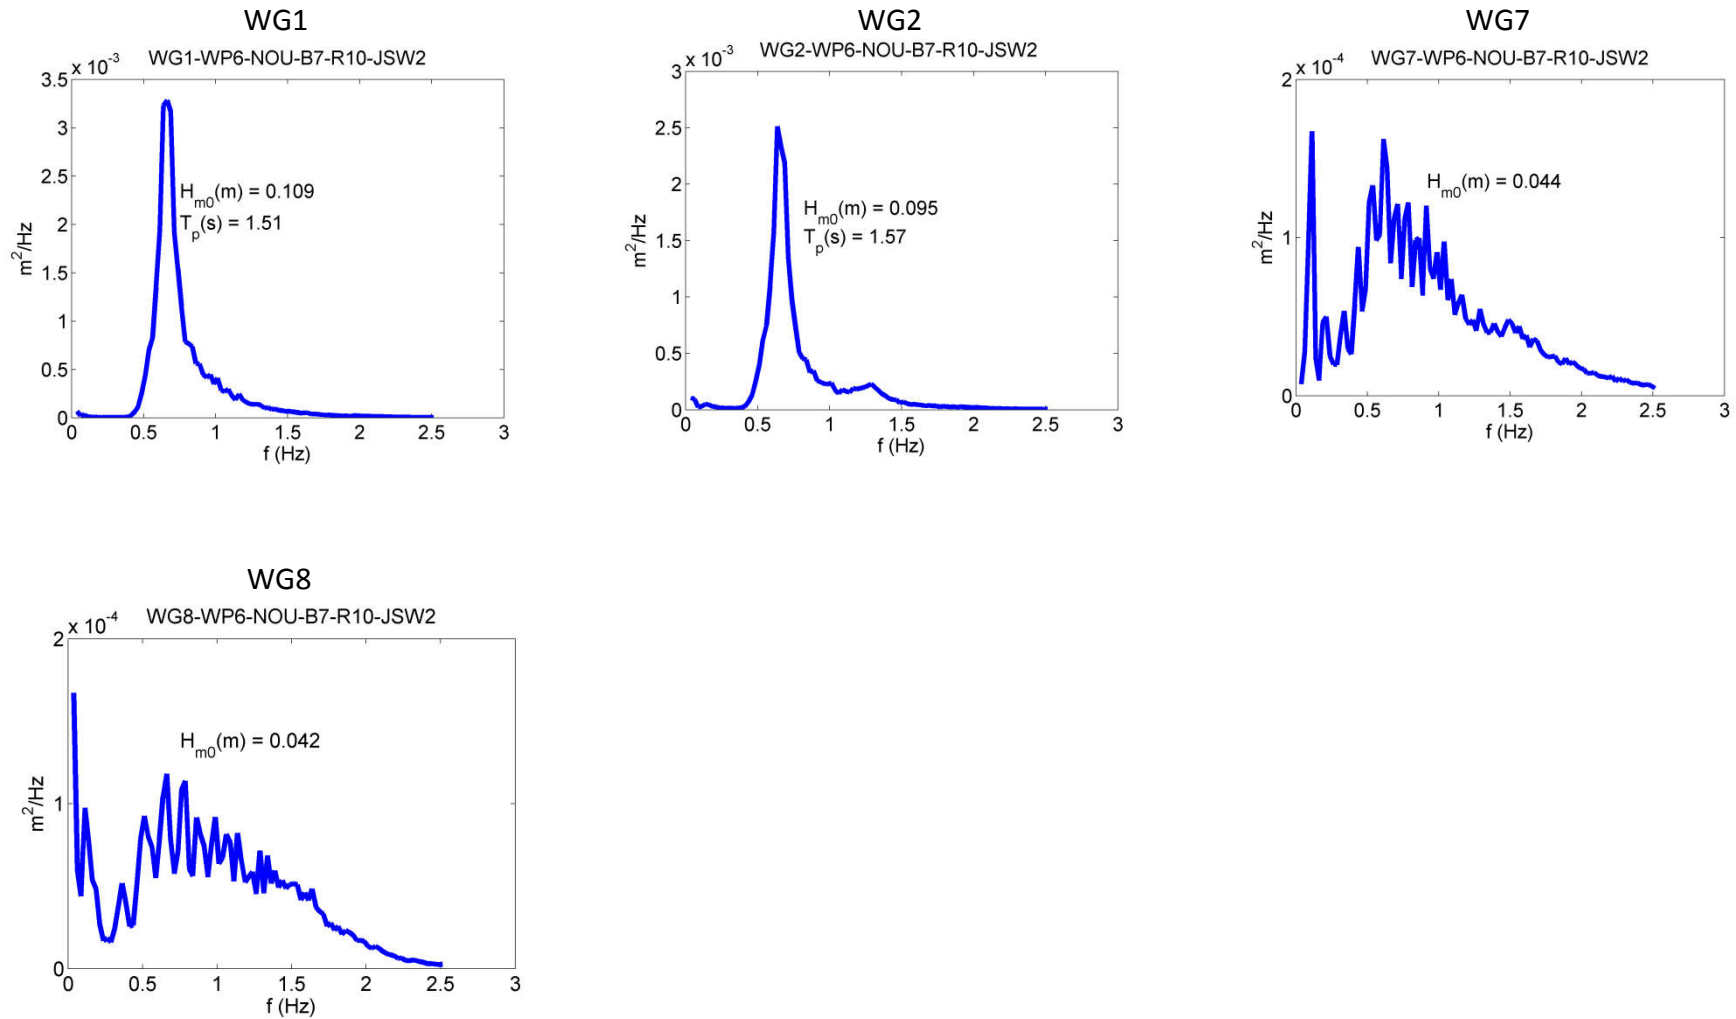 WG1
WG1-WP6-NOU-B7-R10-JSW2
x 10^-3
3.5
3
2.5
2
1.5
1
0.5
0
m^2/Hz
H_m0(m) = 0.109
T_p(s) = 1.51
0 0.5 1 1.5 2 2.5 3
f (Hz)
WG2
WG2-WP6-NOU-B7-R10-JSW2
x 10^-3
3
2.5
2
1.5
1
0.5
0
m^2/Hz
H_m0(m) = 0.095
T_p(s) = 1.57
0 0.5 1 1.5 2 2.5 3
f (Hz)
WG7
WG7-WP6-NOU-B7-R10-JSW2
x 10^-4
2
1
0
m^2/Hz
H_m0(m) = 0.044
0 0.5 1 1.5 2 2.5 3
f (Hz)
WG8
WG8-WP6-NOU-B7-R10-JSW2
x 10^-4
2
1
0
m^2/Hz
H_m0(m) = 0.042
0 0.5 1 1.5 2 2.5 3
f (Hz)